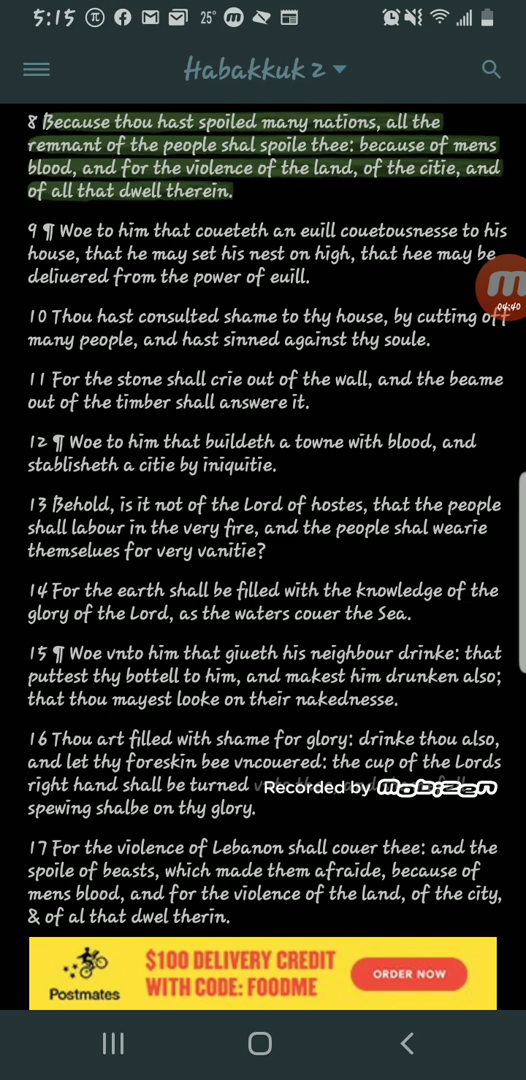 5:15 25°
Habakkuk 2
8 Because thou hast spoiled many nations, all the
remnant of the people shal spoile thee: because of mens
blood, and for the violence of the land, of the citie, and
of all that dwell therein.
9 ¶ Woe to him that coueteth an euill couetousnesse to his
house, that he may set his nest on high, that hee may be
deliuered from the power of euill.
04:40
10 Thou hast consulted shame to thy house, by cutting off
many people, and hast sinned against thy soule.
11 For the stone shall crie out of the wall, and the beame
out of the timber shall answere it.
12 ¶ Woe to him that buildeth a towne with blood, and
stablisheth a citie by iniquitie.
13 Behold, is it not of the Lord of hostes, that the people
shall labour in the very fire, and the people shal wearie
themselues for very vanitie?
14 For the earth shall be filled with the knowledge of the
glory of the Lord, as the waters couer the Sea.
15 ¶ Woe vnto him that giueth his neighbour drinke: that
puttest thy bottell to him, and makest him drunken also;
that thou mayest looke on their nakednesse.
16 Thou art filled with shame for glory: drinke thou also,
and let thy foreskin bee vncouered: the cup of the Lords
right hand shall be turned
Recorded by mobizen
spewing shalbe on thy glory.
17 For the violence of Lebanon shall couer thee: and the
spoile of beasts, which made them afraide, because of
mens blood, and for the violence of the land, of the city,
& of al that dwel therin.
Postmates
$100 DELIVERY CREDIT
WITH CODE: FOODME
ORDER NOW